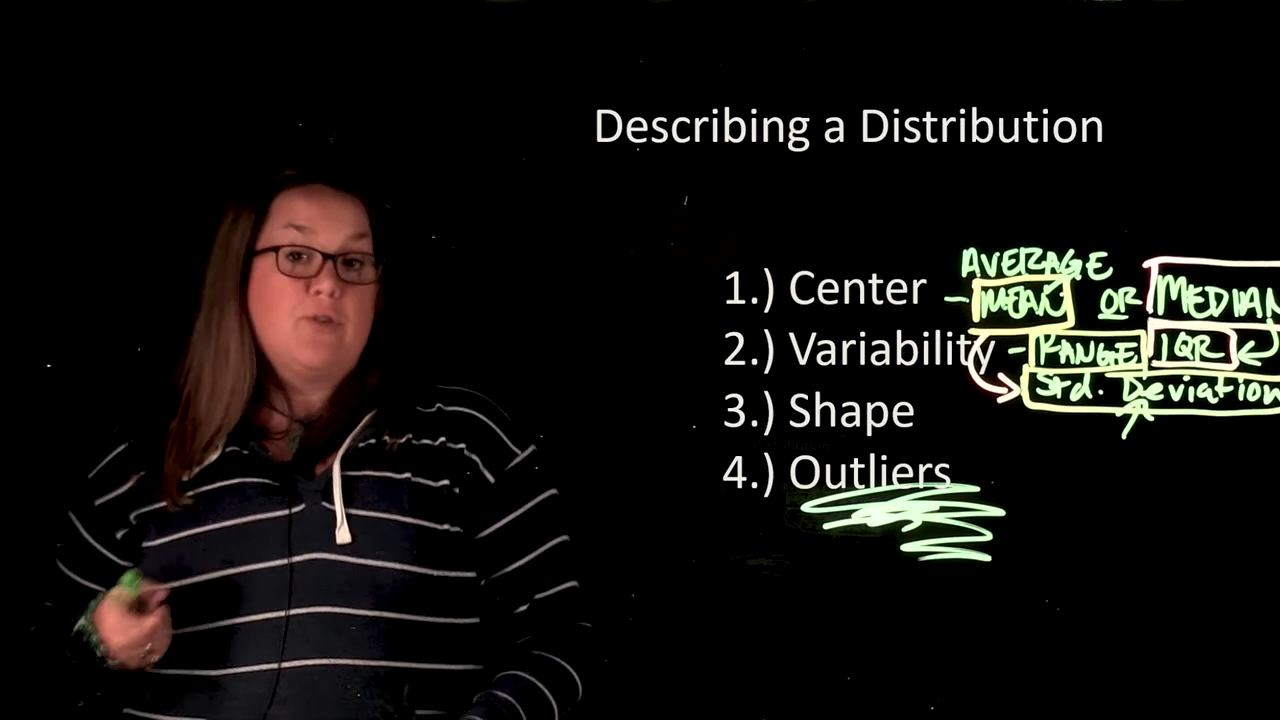 Describing a Distribution
AVERAGE
1.) Center – MEAN OR MEDIAN
2.) Variability – RANGE IQR
Std. Deviation
3.) Shape
4.) Outliers